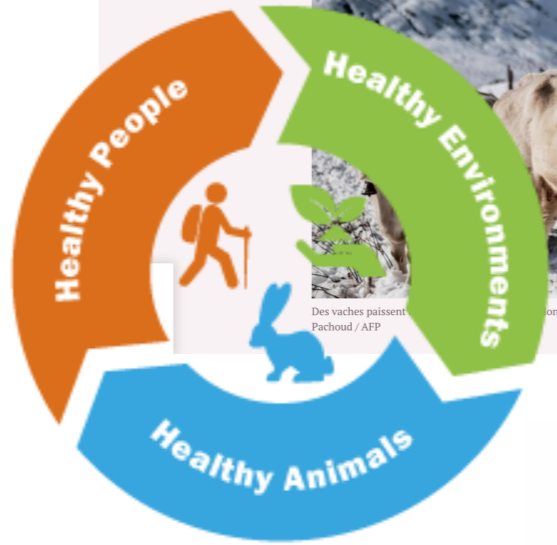 Healthy People
Healthy Environments
Des vaches paissent
Pachoud / AFP
Healthy Animals